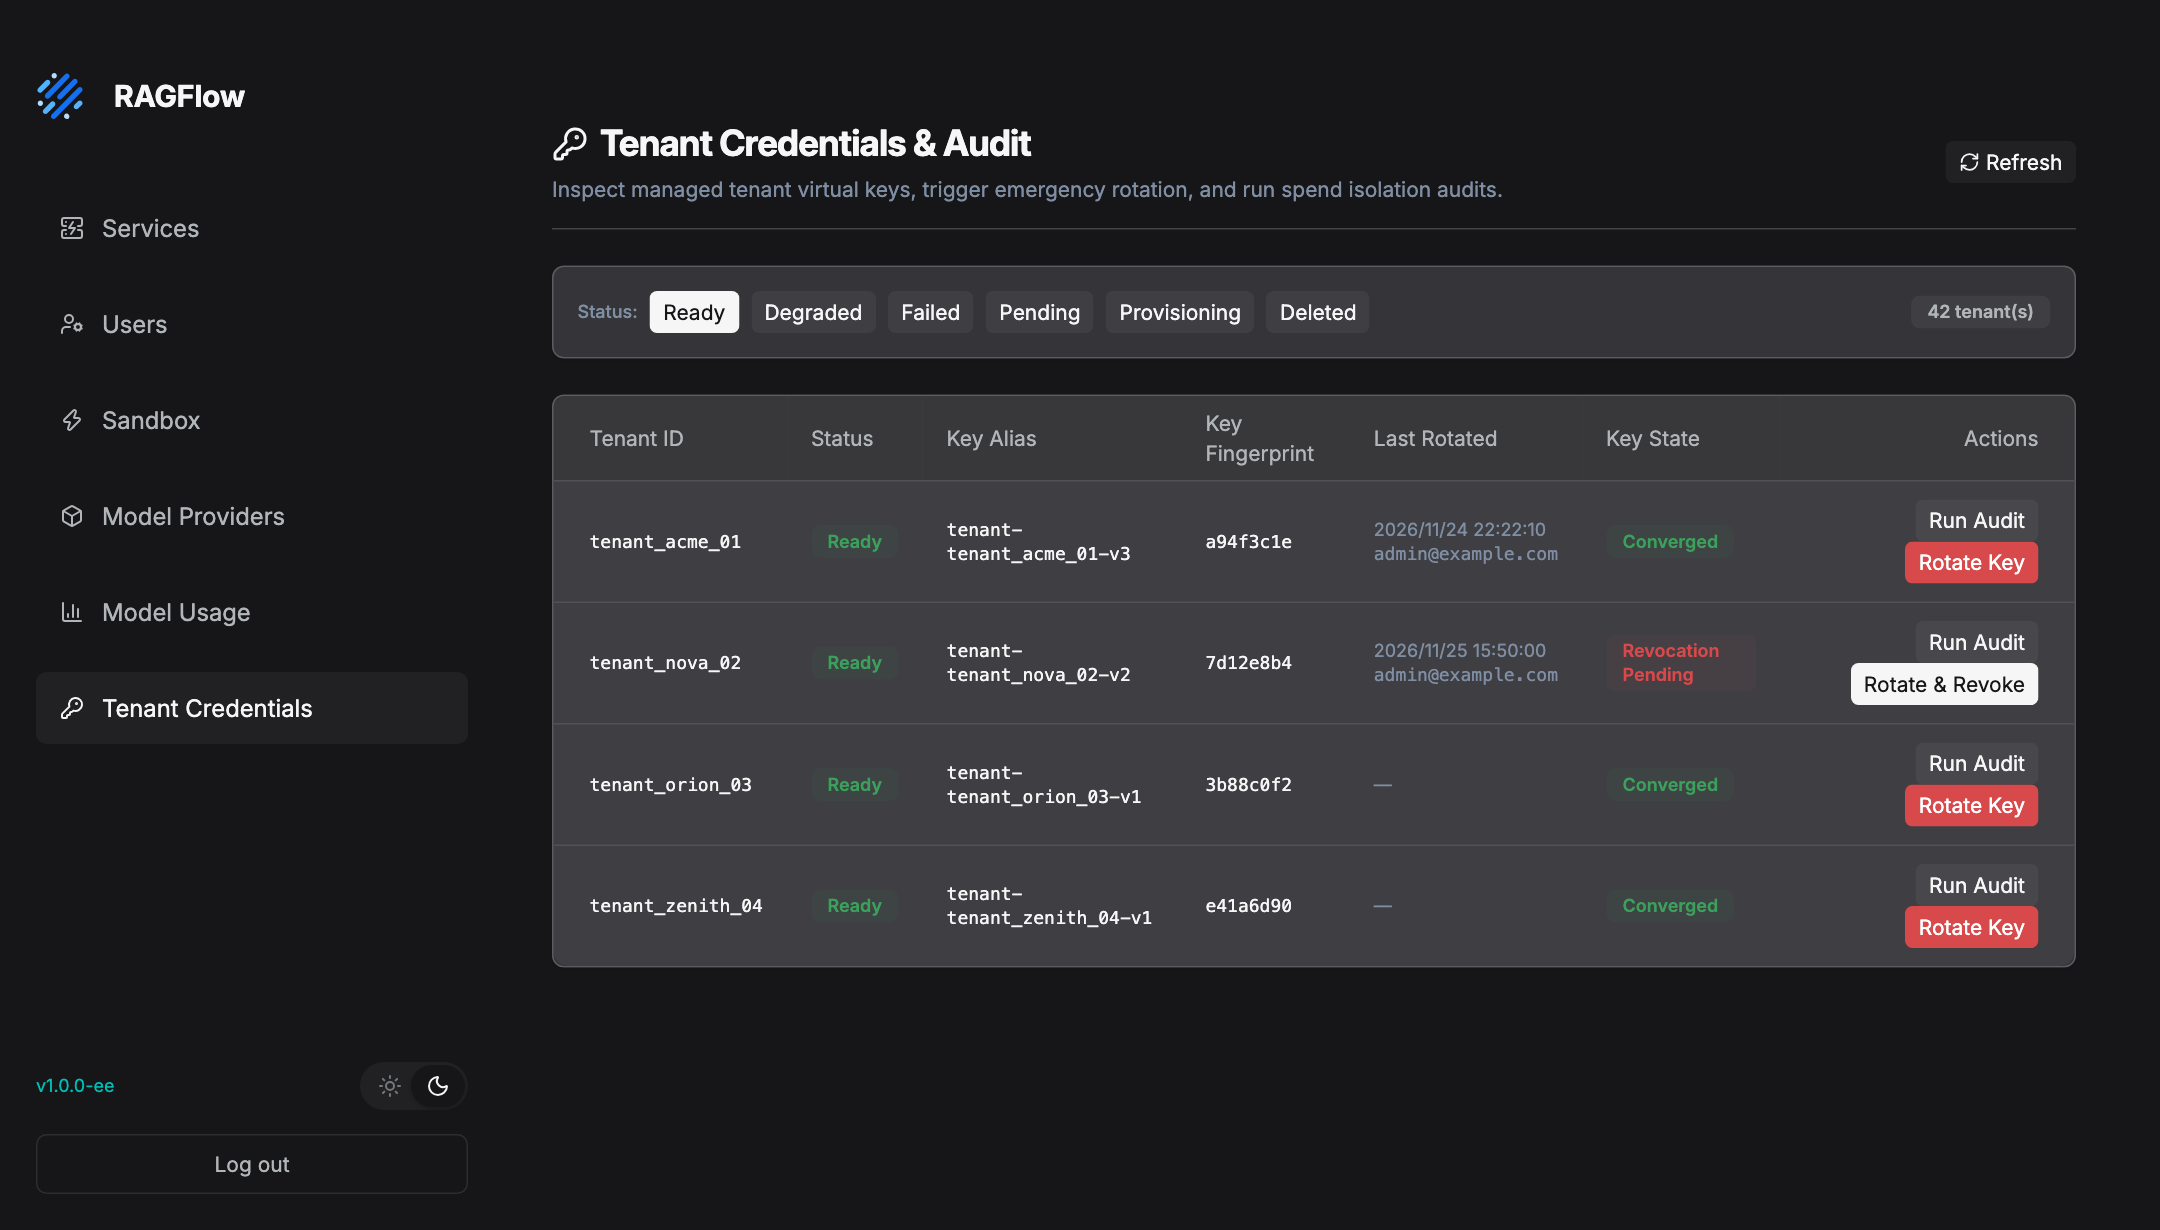 RAGFlow
Services
Users
Sandbox
Model Providers
Model Usage
Tenant Credentials
v1.0.0-ee
Log out
Tenant Credentials & Audit
Inspect managed tenant virtual keys, trigger emergency rotation, and run spend isolation audits.
Refresh
Status: Ready Degraded Failed Pending Provisioning Deleted 42 tenant(s)
Tenant ID Status Key Alias Key Fingerprint Last Rotated Key State Actions
tenant_acme_01 Ready tenant-tenant_acme_01-v3 a94f3c1e 2026/11/24 22:22:10 admin@example.com Converged Run Audit Rotate Key
tenant_nova_02 Ready tenant-tenant_nova_02-v2 7d12e8b4 2026/11/25 15:50:00 admin@example.com Revocation Pending Run Audit Rotate & Revoke
tenant_orion_03 Ready tenant-tenant_orion_03-v1 3b88c0f2 — Converged Run Audit Rotate Key
tenant_zenith_04 Ready tenant-tenant_zenith_04-v1 e41a6d90 — Converged Run Audit Rotate Key